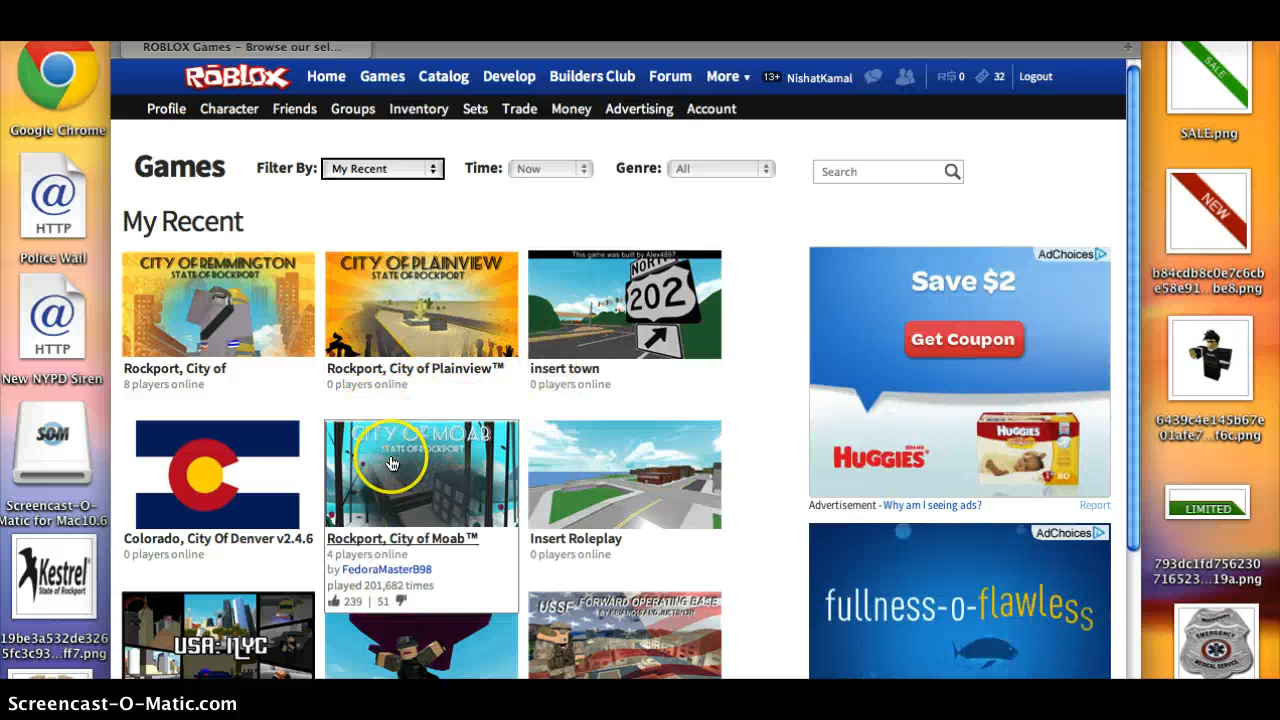 ROBLOX Games - Browse our sel...
ROBLOX Home Games Catalog Develop Builders Club Forum More 13+ NishatKamal R$ 0 32 Logout
Profile Character Friends Groups Inventory Sets Trade Money Advertising Account
Games Filter By: My Recent Time: Now Genre: All Search
My Recent
CITY OF REMMINGTON
STATE OF ROCKPORT
Rockport, City of
8 players online
CITY OF PLAINVIEW
STATE OF ROCKPORT
Rockport, City of Plainview™
0 players online
This game was built by Alex4897.
NORTH
202
insert town
0 players online
Colorado, City Of Denver v2.4.6
0 players online
CITY OF MOAB
STATE OF ROCKPORT
Rockport, City of Moab™
4 players online
by FedoraMasterB98
played 201,682 times
239 | 51
Insert Roleplay
0 players online
USA: NYC
USSF FORWARD OPERATING BASE
AdChoices
Save $2
Get Coupon
HUGGIES
HUGGIES
Advertisement - Why am I seeing ads? Report
AdChoices
fullness-o-flawless
Google Chrome
HTTP
Police Wail
HTTP
New NYPD Siren
SOM
Screencast-O-
Matic for Mac10.6
Kestrel
State of Rockport
19be3a532de326
5fc3c93...ff7.png
SALE
SALE.png
NEW
b84cdb8c0e7c6cb
e58e91...be8.png
6439c4e145b67e
01afe7...f6c.png
LIMITED
793dc1fd756230
716523...19a.png
EMERGENCY
MEDICAL SERVICE
Screencast-O-Matic.com